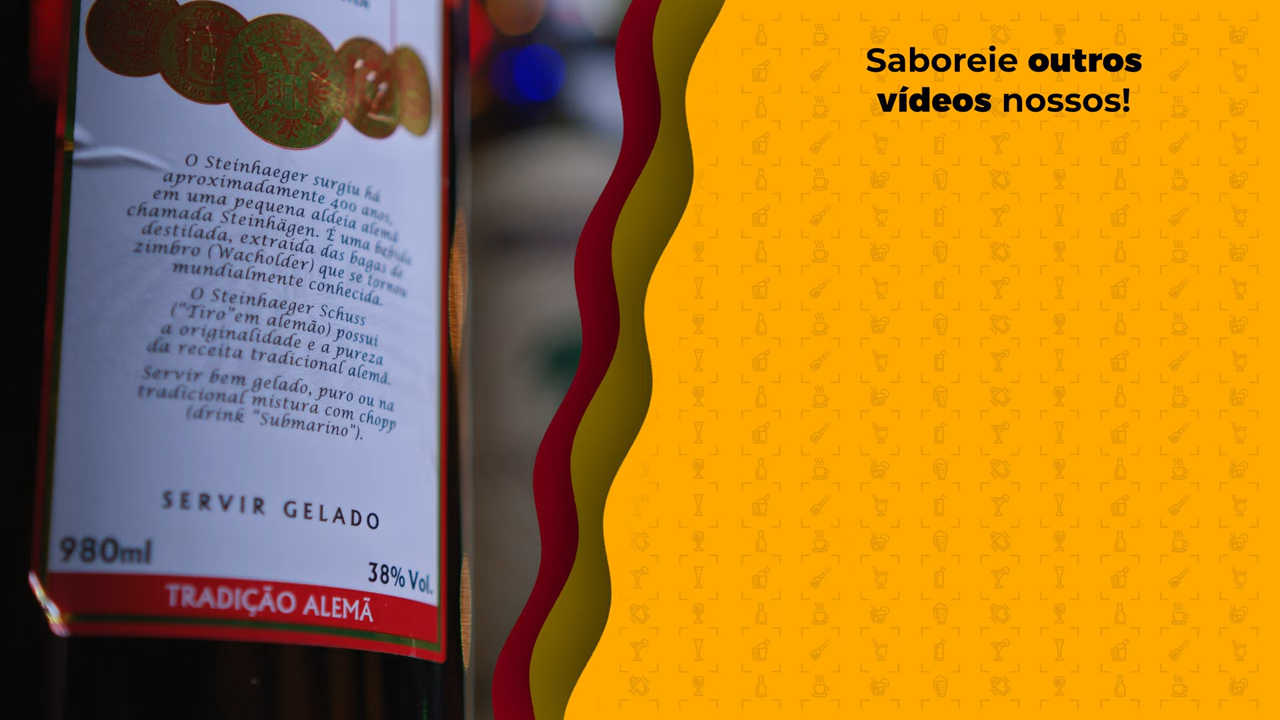 O Steinhaeger surgiu há
aproximadamente 400 anos,
em uma pequena aldeia alemã
chamada Steinhägen. É uma bebida
destilada, extraida das bagas de
zimbro (Wacholder) que se tornou
mundialmente conhecida.
O Steinhaeger Schuss
("Tiro"em alemão) possui
a originalidade e a pureza
da receita tradicional alemã.
Servir bem gelado, puro ou na
tradicional mistura com chopp
(drink "Submarino").
SERVIR GELADO
980ml
38% Vol.
TRADIÇÃO ALEMÃ
Saboreie outros
vídeos nossos!